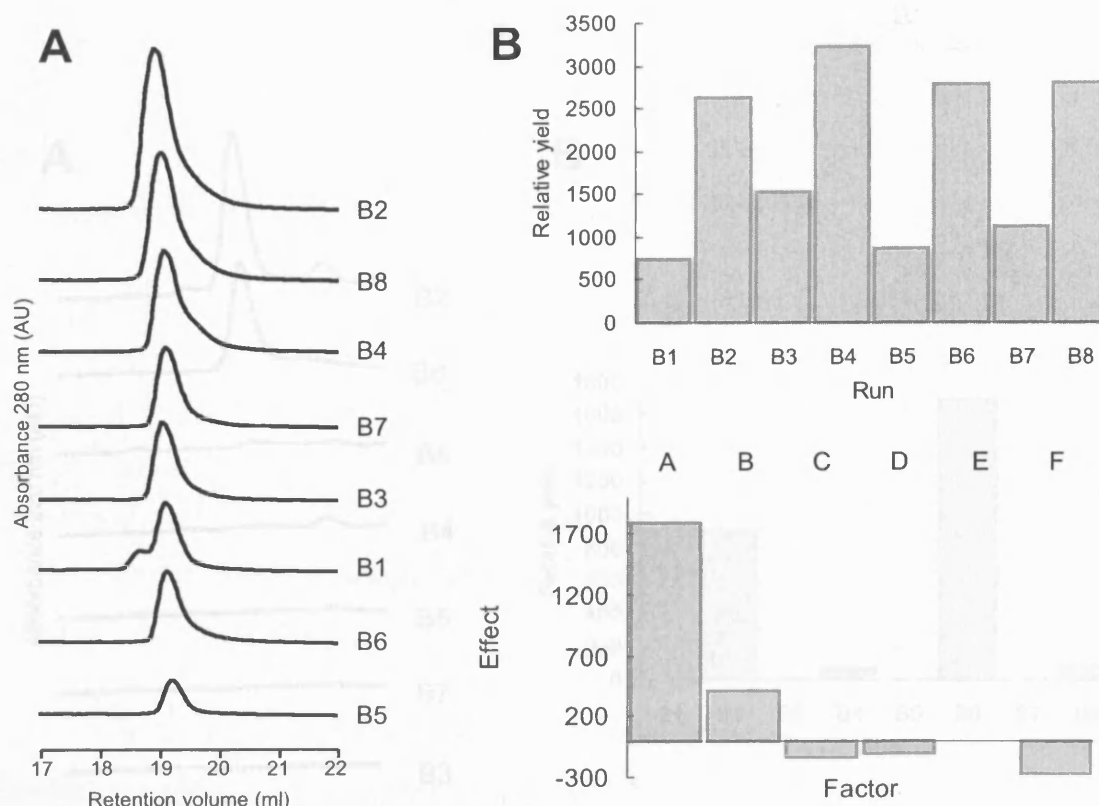 A
B2
B8
B4
B7
B3
B1
B6
B5
Absorbance 280 nm (AU)
17 18 19 20 21 22
Retention volume (ml)
B
3500
3000
2500
2000
1500
1000
500
0
Relative yield
B1 B2 B3 B4 B5 B6 B7 B8
Run
A B C D E F
1700
1200
700
200
-300
Effect
Factor